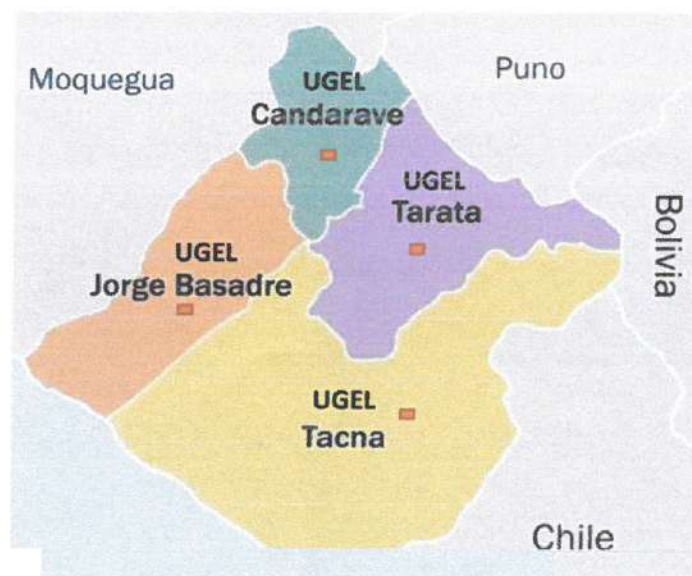 Moquegua
Puno
UGEL
Candarave
UGEL
Tarata
Bolivia
UGEL
Jorge Basadre
UGEL
Tacna
Chile